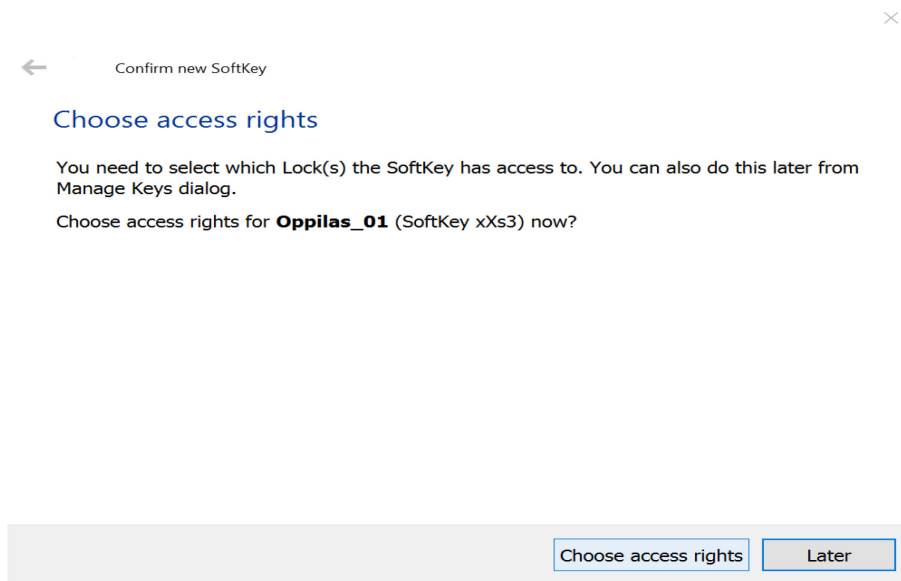 Confirm new SoftKey
Choose access rights
You need to select which Lock(s) the SoftKey has access to. You can also do this later from
Manage Keys dialog.
Choose access rights for Oppilas_01 (SoftKey xXs3) now?
Choose access rights
Later